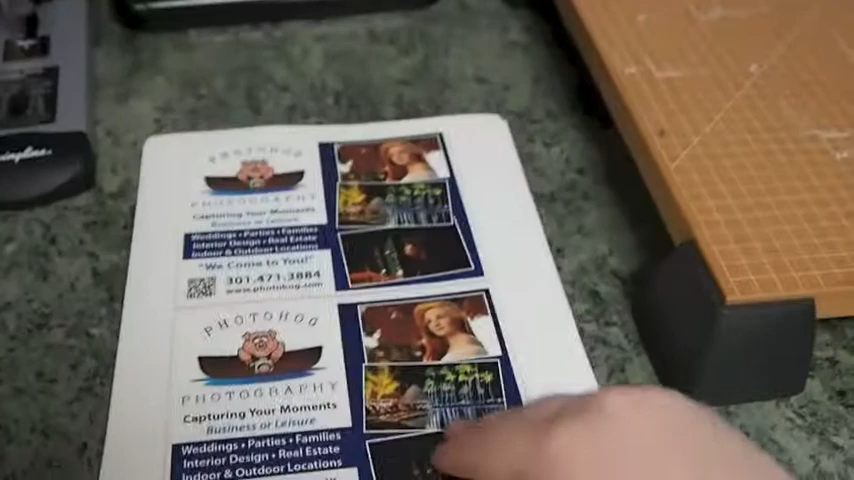 PHOTOHOG
PHOTOGRAPHY
Capturing Your Moments
Business or Leisure
Weddings • Parties • Families
Interior Design • Real Estate
Indoor & Outdoor Locations
"We Come to You!"
301.471.3884
www.photohog.com
PHOTOHOG
PHOTOGRAPHY
Capturing Your Moments
Business or Leisure
Weddings • Parties • Families
Interior Design • Real Estate
Indoor & Outdoor Locations